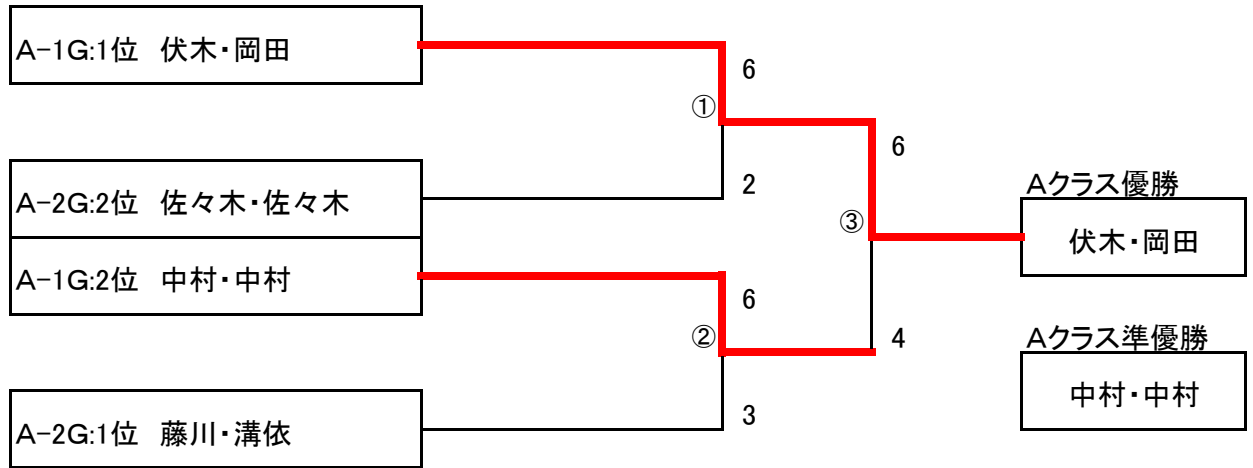 A-1G:1位 伏木・岡田
6
①
6
A-2G:2位 佐々木・佐々木
2
Aクラス優勝
③
伏木・岡田
A-1G:2位 中村・中村
6
②
4
Aクラス準優勝
中村・中村
3
A-2G:1位 藤川・溝依